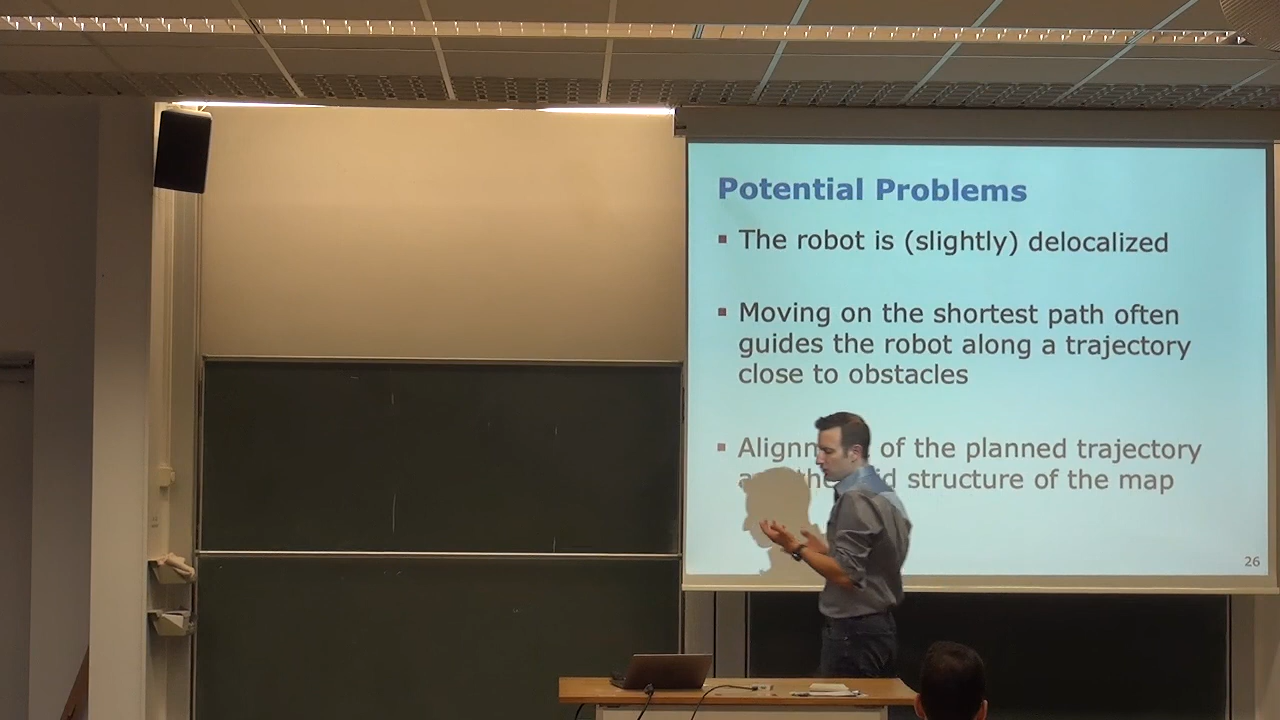 Potential Problems
▪ The robot is (slightly) delocalized
▪ Moving on the shortest path often
guides the robot along a trajectory
close to obstacles
▪ of the planned trajectory
structure of the map
26